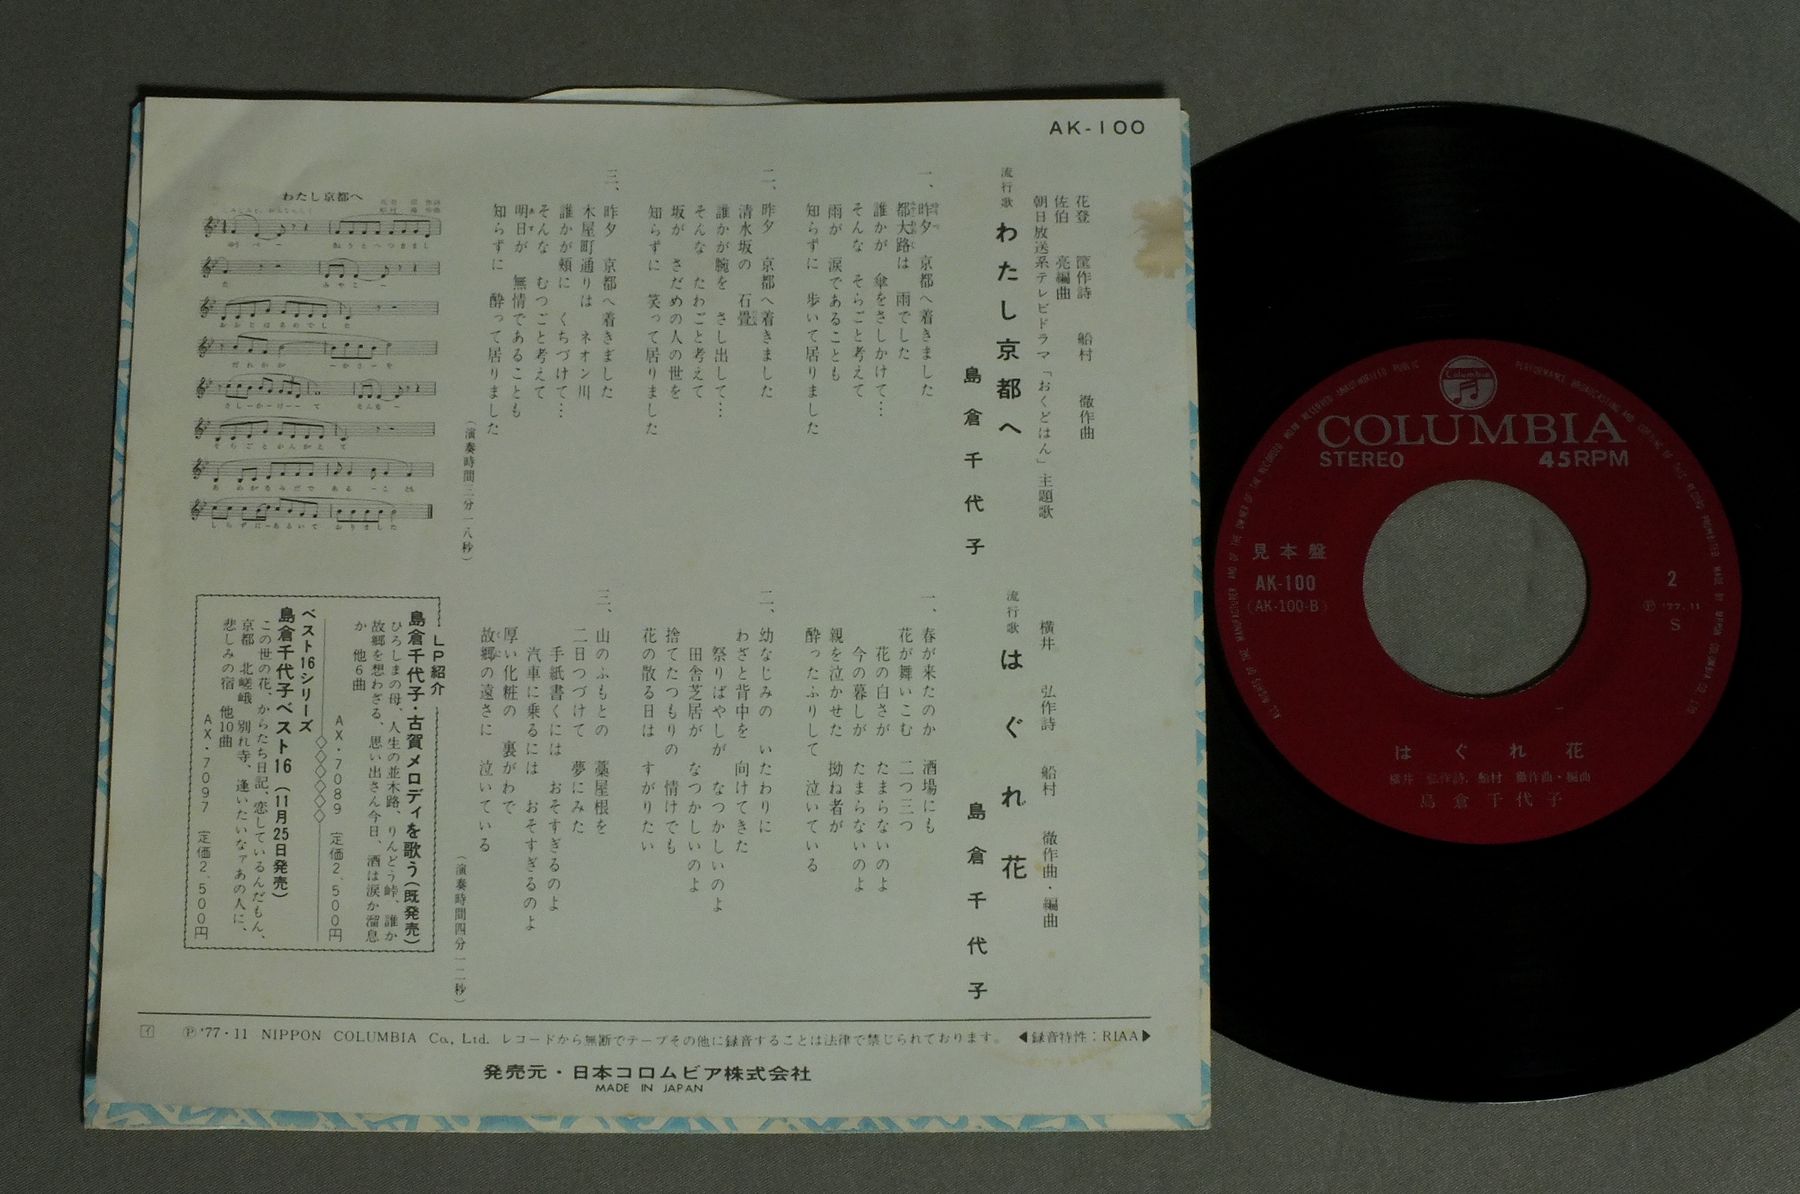 AK-100
花登 筺作詩 船村 徹作曲
佐伯 亮編曲
朝日放送系テレビドラマ「おくどはん」主題歌
流行歌 わたし京都へ
島倉千代子
一、昨夕 京都へ着きました
都大路は 雨でした
誰かが 傘をさしかけて…
そんな そらごと考えて
雨が 涙であることも
知らずに 歩いて居りました
二、昨夕 京都へ着きました
清水坂の 石畳
誰かが腕を さし出して…
そんな たわごと考えて
坂が さだめの人の世を
知らずに 笑って居りました
三、昨夕 京都へ着きました
木屋町通りは ネオン川
誰かが頬に くちづけて…
そんな むつごと考えて
明日が 無情であることも
知らずに 酔って居りました
(演奏時間三分一八秒)
わたし京都へ
横井 弘作詩 船村 徹作曲・編曲
流行歌 はぐれ花
島倉千代子
一、春が来たのか 酒場にも
花が舞いこむ 二つ三つ
花の白さが たまらないのよ
今の暮しが たまらないのよ
親を泣かせた 拗ね者が
酔ったふりして 泣いている
二、幼なじみの いたわりに
わざと背中を 向けてきた
祭りばやしが なつかしいのよ
田舎芝居が なつかしいのよ
捨てたつもりの 情けでも
花の散る日は すがりたい
三、山のふもとの 藁屋根を
二日つづけて 夢にみた
手紙書くには おそすぎるのよ
汽車に乗るには おそすぎるのよ
厚い化粧の 裏がわで
故郷の遠さに 泣いている
(演奏時間四分一二秒)
LP紹介
島倉千代子・古賀メロディを歌う(既発売)
ひろしまの母、人生の並木路、りんどう峠、誰か
故郷を想わざる、思い出さん今日、酒は涙か溜息
か 他6曲
AX-7089 定価2,500円
ベスト16シリーズ
島倉千代子ベスト16(11月25日発売)
この世の花、からたち日記、恋しているんだもん、
京都 北嵯峨 別れ寺、逢いたいなァあの人に、
悲しみの宿 他10曲
AX-7097 定価2,500円
イ Ⓟ '77・11 NIPPON COLUMBIA Co., Ltd. レコードから無断でテープその他に録音することは法律で禁じられております。 ◀録音特性:RIAA▶
発売元・日本コロムビア株式会社
MADE IN JAPAN
Columbia
COLUMBIA
STEREO 45RPM
見本盤
AK-100
(AK-100-B)
2
Ⓟ '77.11
S
はぐれ花
横井 弘作詩、船村 徹作曲・編曲
島倉千代子